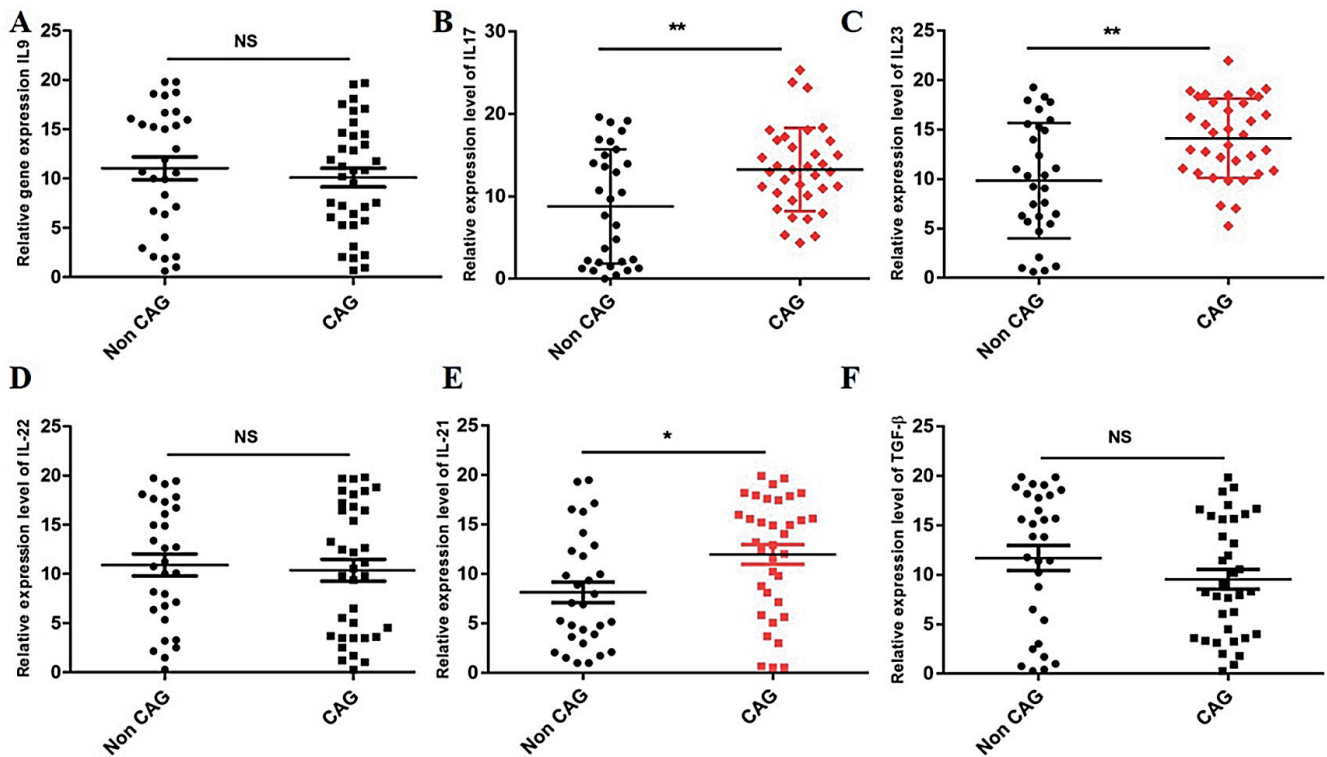 A
Relative gene expression IL9
NS
25
20
15
10
5
0
Non CAG
CAG
B
Relative expression level of IL17
**
30
20
10
0
Non CAG
CAG
C
Relative expression level of IL23
**
25
20
15
10
5
0
Non CAG
CAG
D
Relative expression level of IL-22
NS
25
20
15
10
5
0
Non CAG
CAG
E
Relative expression level of IL-21
*
25
20
15
10
5
0
Non CAG
CAG
F
Relative expression level of TGF-β
NS
25
20
15
10
5
0
Non CAG
CAG